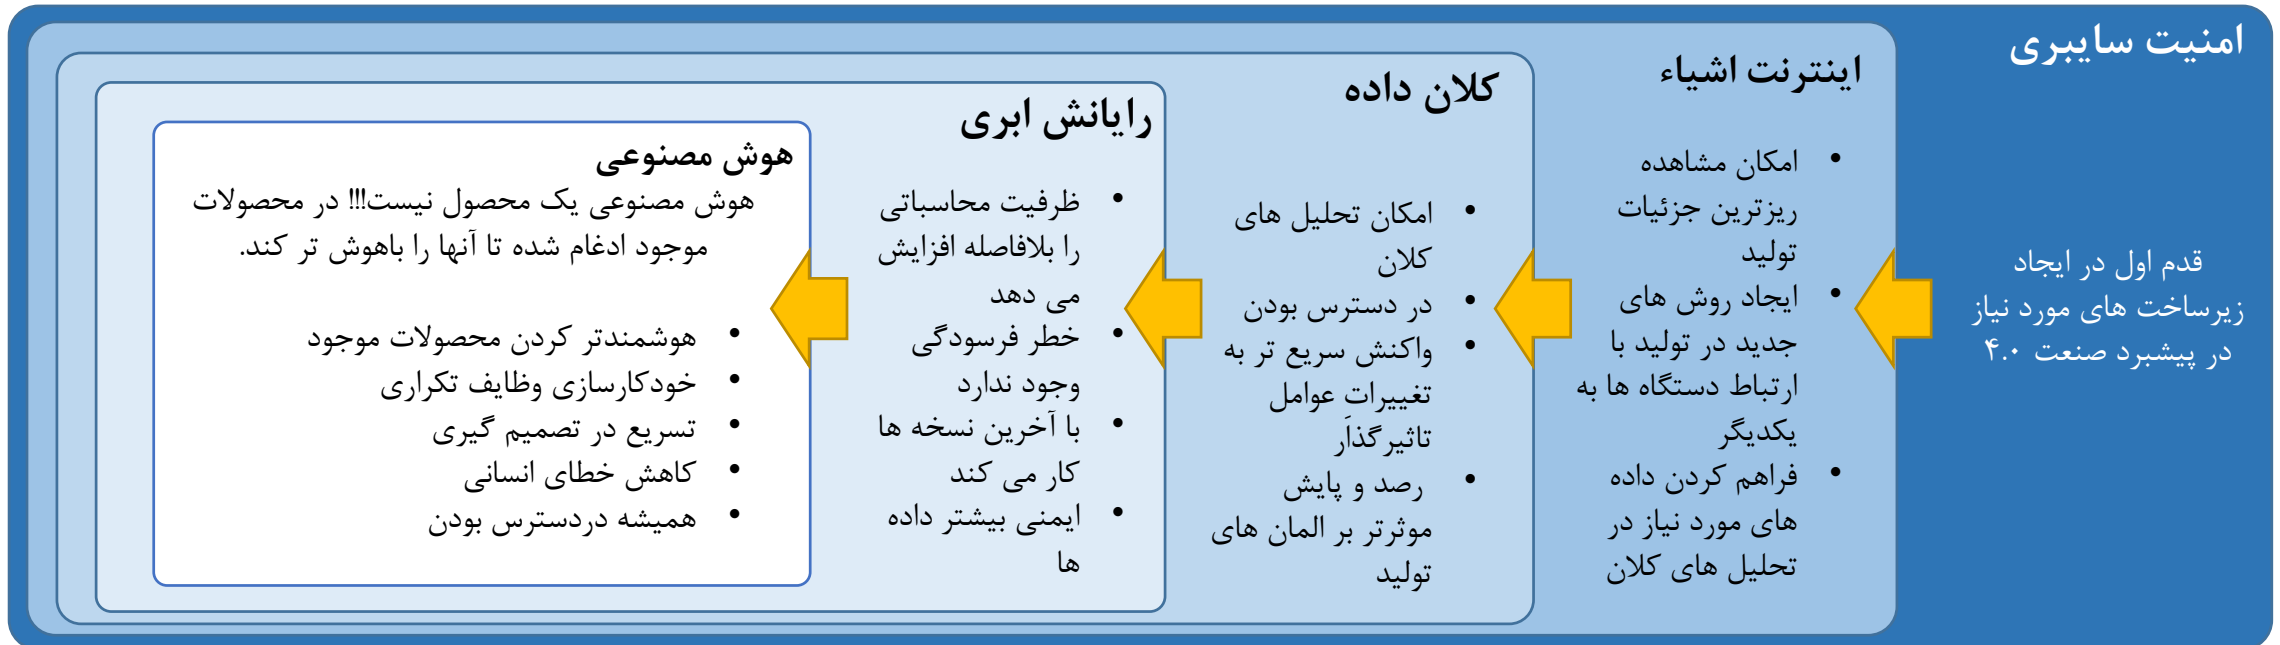 امنیت سایبری
قدم اول در ایجاد
زیرساخت های مورد نیاز
در پیشبرد صنعت ۴.۰
اینترنت اشیاء
• امکان مشاهده
ریزترین جزئیات
تولید
• ایجاد روش های
جدید در تولید با
ارتباط دستگاه ها به
یکدیگر
• فراهم کردن داده
های مورد نیاز در
تحلیل های کلان
کلان داده
• امکان تحلیل های
کلان
• در دسترس بودن
• واکنش سریع تر به
تغییرات عوامل
تاثیرگذاَر
• رصد و پایش
موثرتر بر المان های
تولید
رایانش ابری
• ظرفیت محاسباتی
را بلافاصله افزایش
می دهد
• خطر فرسودگی
وجود ندارد
• با آخرین نسخه ها
کار می کند
• ایمنی بیشتر داده
ها
هوش مصنوعی
هوش مصنوعی یک محصول نیست!!! در محصولات
موجود ادغام شده تا آنها را باهوش تر کند.
• هوشمندتر کردن محصولات موجود
• خودکارسازی وظایف تکراری
• تسریع در تصمیم گیری
• کاهش خطای انسانی
• همیشه دردسترس بودن